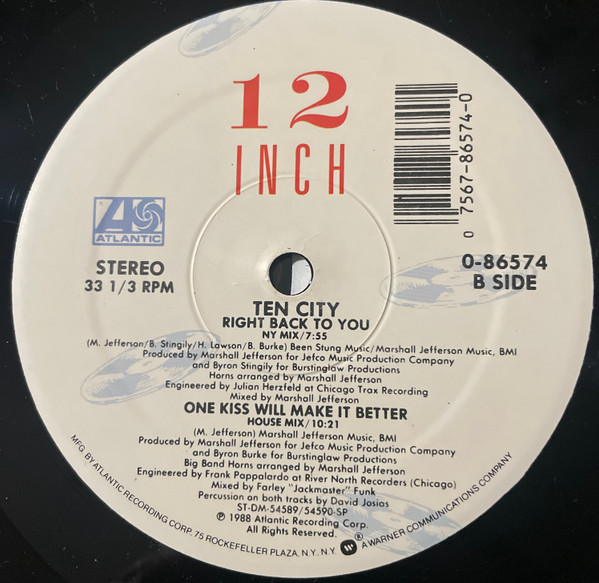 12
INCH
0 7567-86574-0
ATLANTIC
STEREO
33 1/3 RPM
0-86574
B SIDE
TEN CITY
RIGHT BACK TO YOU
NY MIX/7:55
(M. Jefferson/B. Stingily/H. Lawson/B. Burke) Been Stung Music/Marshall Jefferson Music, BMI
Produced by Marshall Jefferson for Jefco Music Production Company
and Byron Stingily for Burstinglow Productions
Horns arranged by Marshall Jefferson
Engineered by Julian Herzfeld at Chicago Trax Recording
Mixed by Marshall Jefferson
ONE KISS WILL MAKE IT BETTER
HOUSE MIX/10:21
(M. Jefferson) Marshall Jefferson Music, BMI
Produced by Marshall Jefferson for Jefco Music Production Company
and Byron Burke for Burstinglow Productions
Big Band Horns arranged by Marshall Jefferson
Engineered by Frank Pappalardo at River North Recorders (Chicago)
Mixed by Farley "Jackmaster" Funk
Percussion on both tracks by David Josias
ST-DM-54589/54590-SP
℗ 1988 Atlantic Recording Corp.
All Rights Reserved.
MFG. BY ATLANTIC RECORDING CORP. 75 ROCKEFELLER PLAZA, N.Y. N.Y. ® A WARNER COMMUNICATIONS COMPANY